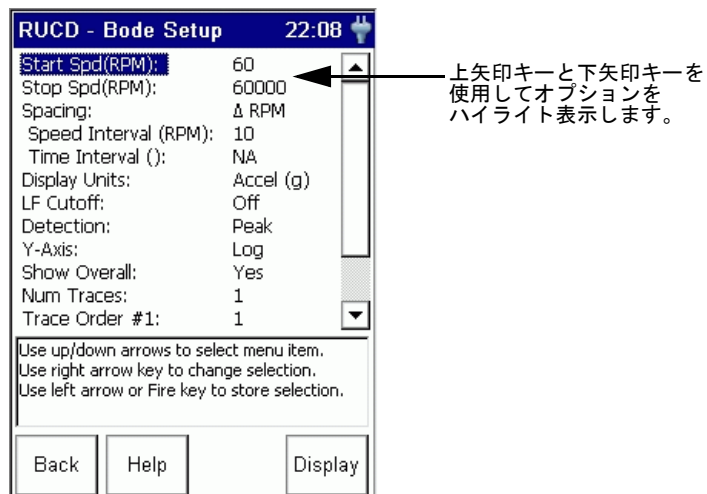 RUCD - Bode Setup 22:08
Start Spd(RPM): 60
Stop Spd(RPM): 60000
Spacing: Δ RPM
Speed Interval (RPM): 10
Time Interval (): NA
Display Units: Accel (g)
LF Cutoff: Off
Detection: Peak
Y-Axis: Log
Show Overall: Yes
Num Traces: 1
Trace Order #1: 1
Use up/down arrows to select menu item.
Use right arrow key to change selection.
Use left arrow or Fire key to store selection.
Back Help Display
上矢印キーと下矢印キーを
使用してオプションを
ハイライト表示します。